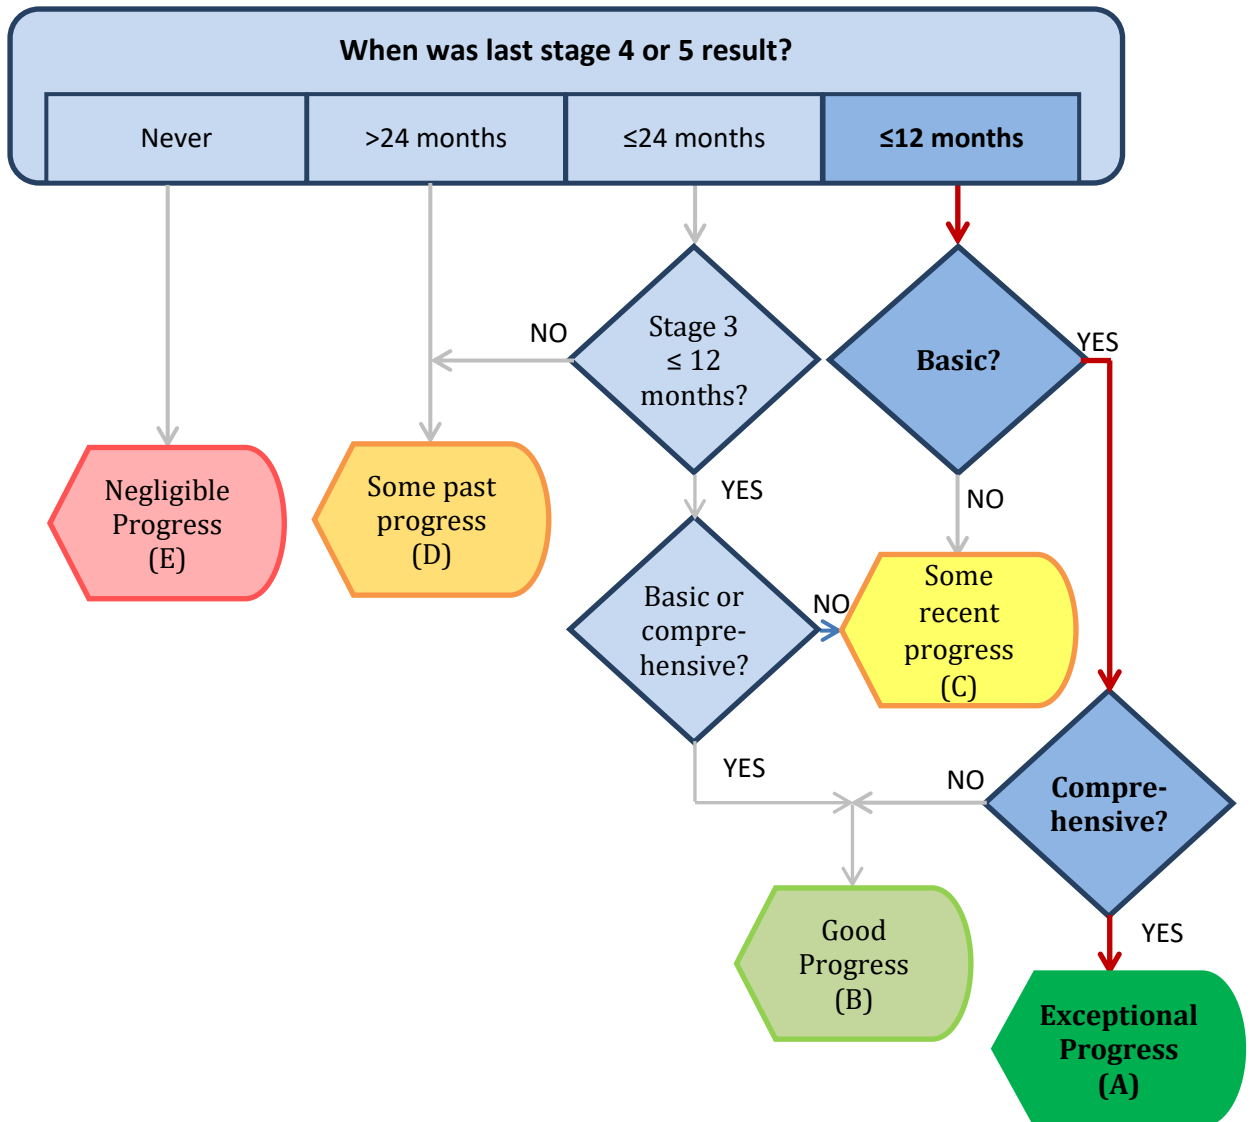 When was last stage 4 or 5 result?
Never
>24 months
≤24 months
≤12 months
NO
Stage 3
≤ 12
months?
Basic?
YES
Negligible
Progress
(E)
Some past
progress
(D)
YES
NO
Basic or
compre-
hensive?
NO
Some
recent
progress
(C)
YES
NO
Compre-
hensive?
Good
Progress
(B)
YES
Exceptional
Progress
(A)